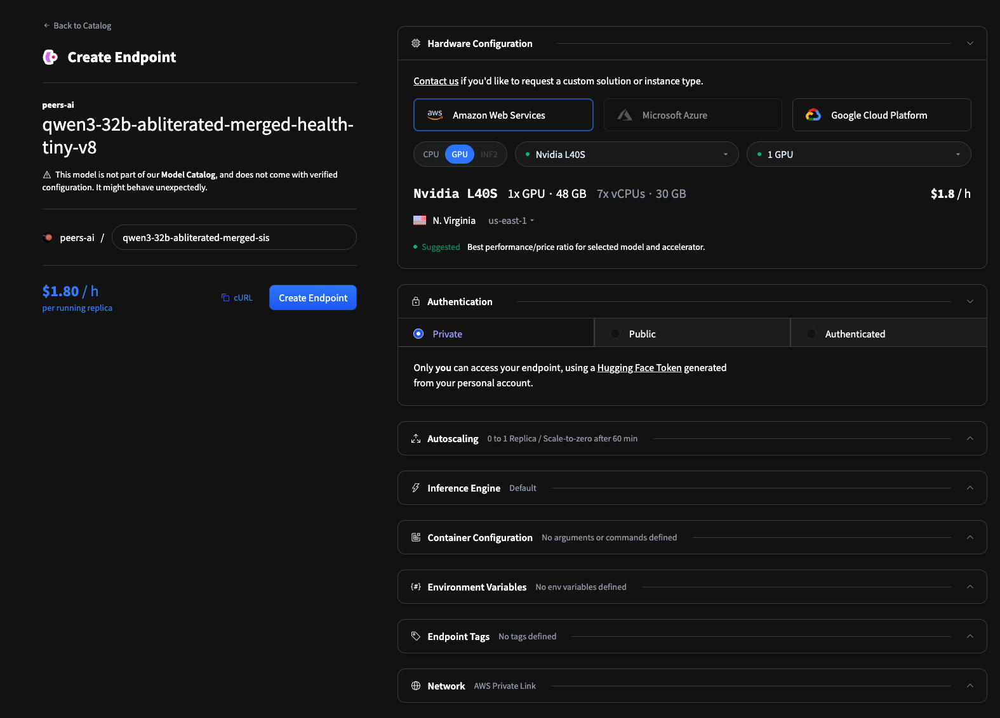 ← Back to Catalog
Create Endpoint
peers-ai
qwen3-32b-abliterated-merged-health-
tiny-v8
⚠ This model is not part of our Model Catalog, and does not come with verified
configuration. It might behave unexpectedly.
peers-ai / qwen3-32b-abliterated-merged-sis
$1.80 / h
per running replica
cURL
Create Endpoint
Hardware Configuration
Contact us if you'd like to request a custom solution or instance type.
aws Amazon Web Services
Microsoft Azure
Google Cloud Platform
CPU GPU INF2
• Nvidia L40S
• 1 GPU
Nvidia L40S 1x GPU · 48 GB 7x vCPUs · 30 GB $1.8 / h
N. Virginia us-east-1
• Suggested Best performance/price ratio for selected model and accelerator.
Authentication
Private
Public
Authenticated
Only you can access your endpoint, using a Hugging Face Token generated
from your personal account.
Autoscaling 0 to 1 Replica / Scale-to-zero after 60 min
Inference Engine Default
Container Configuration No arguments or commands defined
{#} Environment Variables No env variables defined
Endpoint Tags No tags defined
Network AWS Private Link